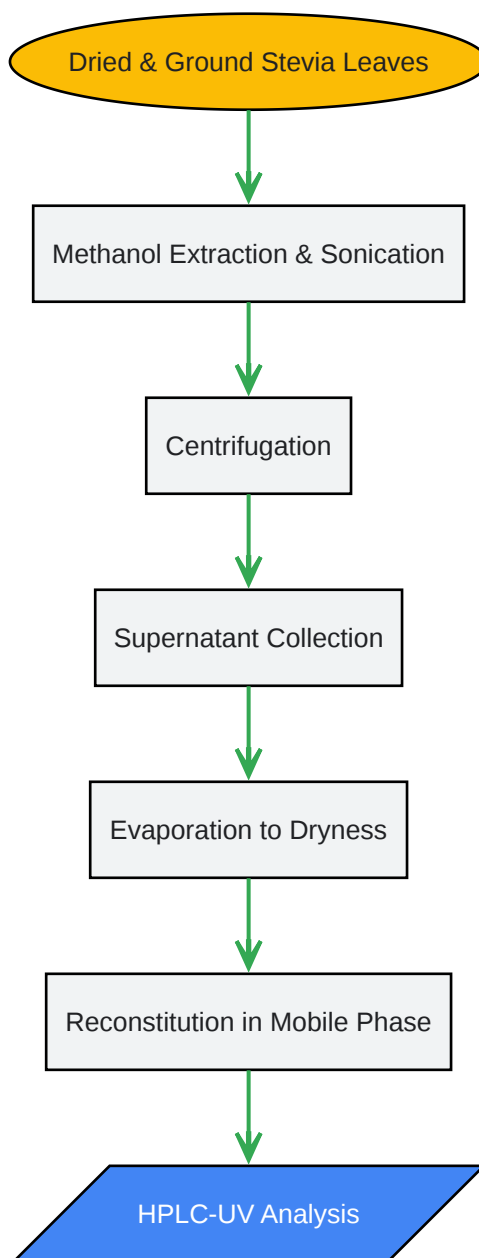 Dried & Ground Stevia Leaves
Methanol Extraction & Sonication
Centrifugation
Supernatant Collection
Evaporation to Dryness
Reconstitution in Mobile Phase
HPLC-UV Analysis